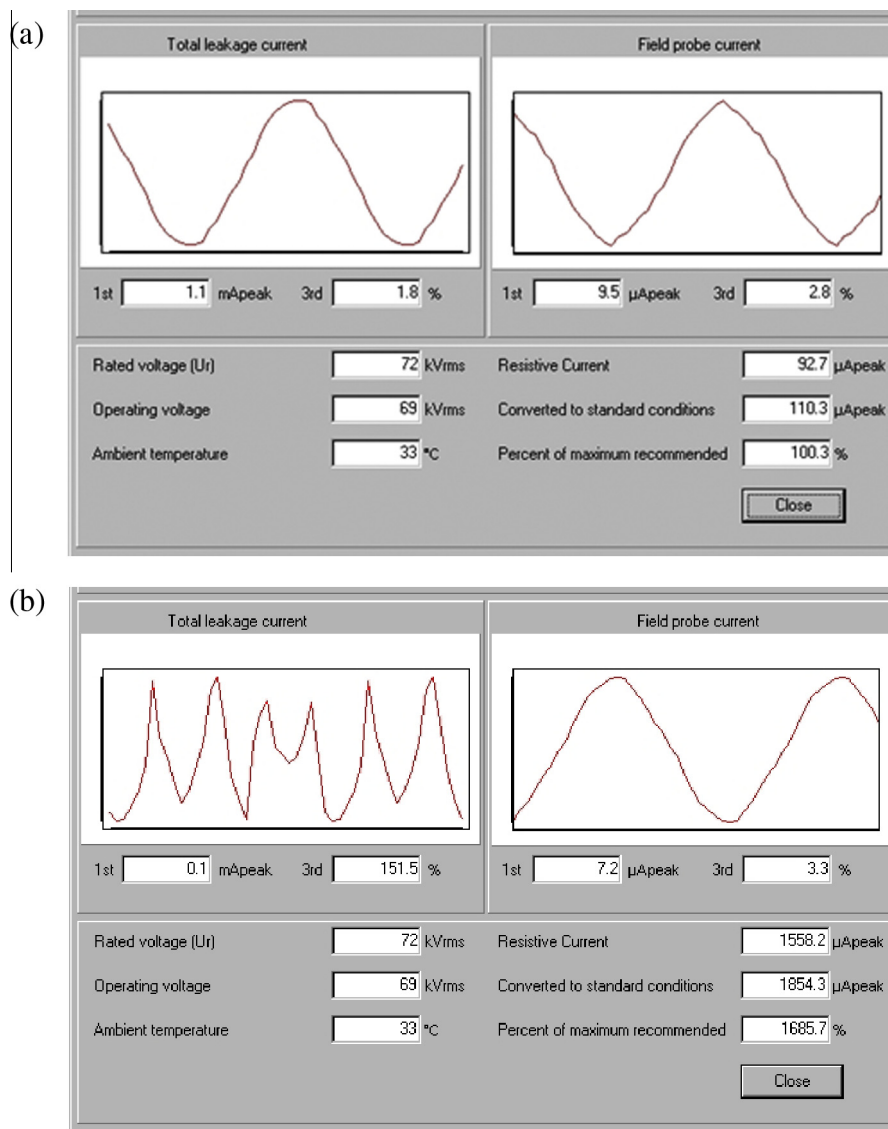 (a)
Total leakage current Field probe current
1st 1.1 mApeak 3rd 1.8 % 1st 9.5 µApeak 3rd 2.8 %
Rated voltage (Ur) 72 kVrms Resistive Current 92.7 µApeak
Operating voltage 69 kVrms Converted to standard conditions 110.3 µApeak
Ambient temperature 33 °C Percent of maximum recommended 100.3 %
Close
(b)
Total leakage current Field probe current
1st 0.1 mApeak 3rd 151.5 % 1st 7.2 µApeak 3rd 3.3 %
Rated voltage (Ur) 72 kVrms Resistive Current 1558.2 µApeak
Operating voltage 69 kVrms Converted to standard conditions 1854.3 µApeak
Ambient temperature 33 °C Percent of maximum recommended 1685.7 %
Close